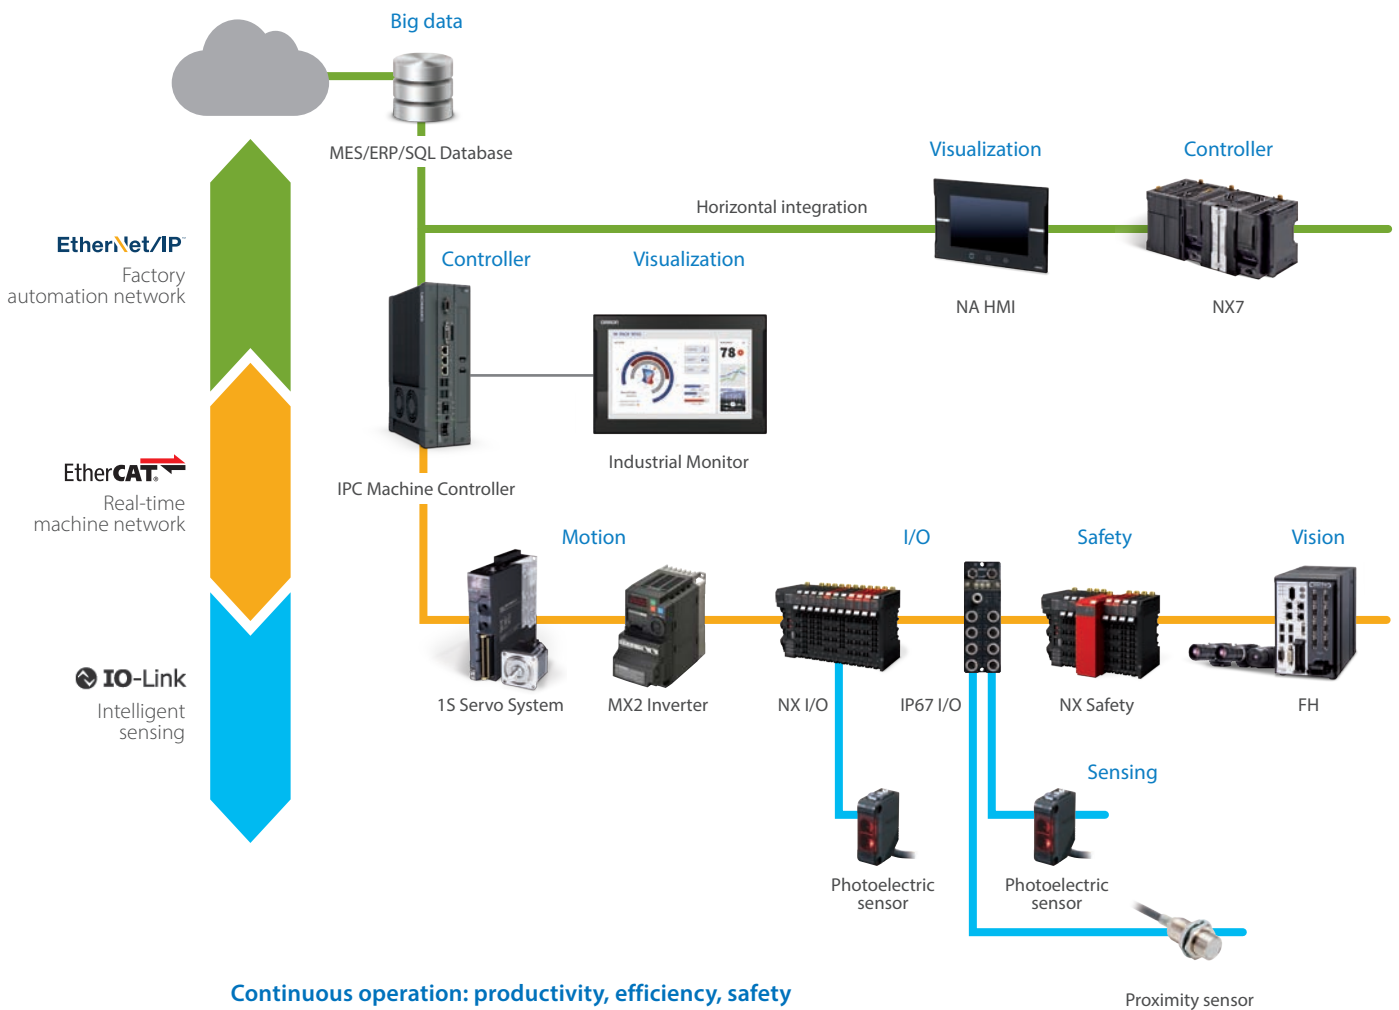 Big data
MES/ERP/SQL Database
Visualization
Controller
Horizontal integration
EtherNet/IP™
Factory
automation network
Controller
Visualization
NA HMI
NX7
OMRON
78
Industrial Monitor
EtherCAT®
Real-time
machine network
IPC Machine Controller
Motion
I/O
Safety
Vision
IO-Link
Intelligent
sensing
1S Servo System
MX2 Inverter
NX I/O
IP67 I/O
NX Safety
FH
Sensing
Photoelectric
sensor
Photoelectric
sensor
Continuous operation: productivity, efficiency, safety
Proximity sensor